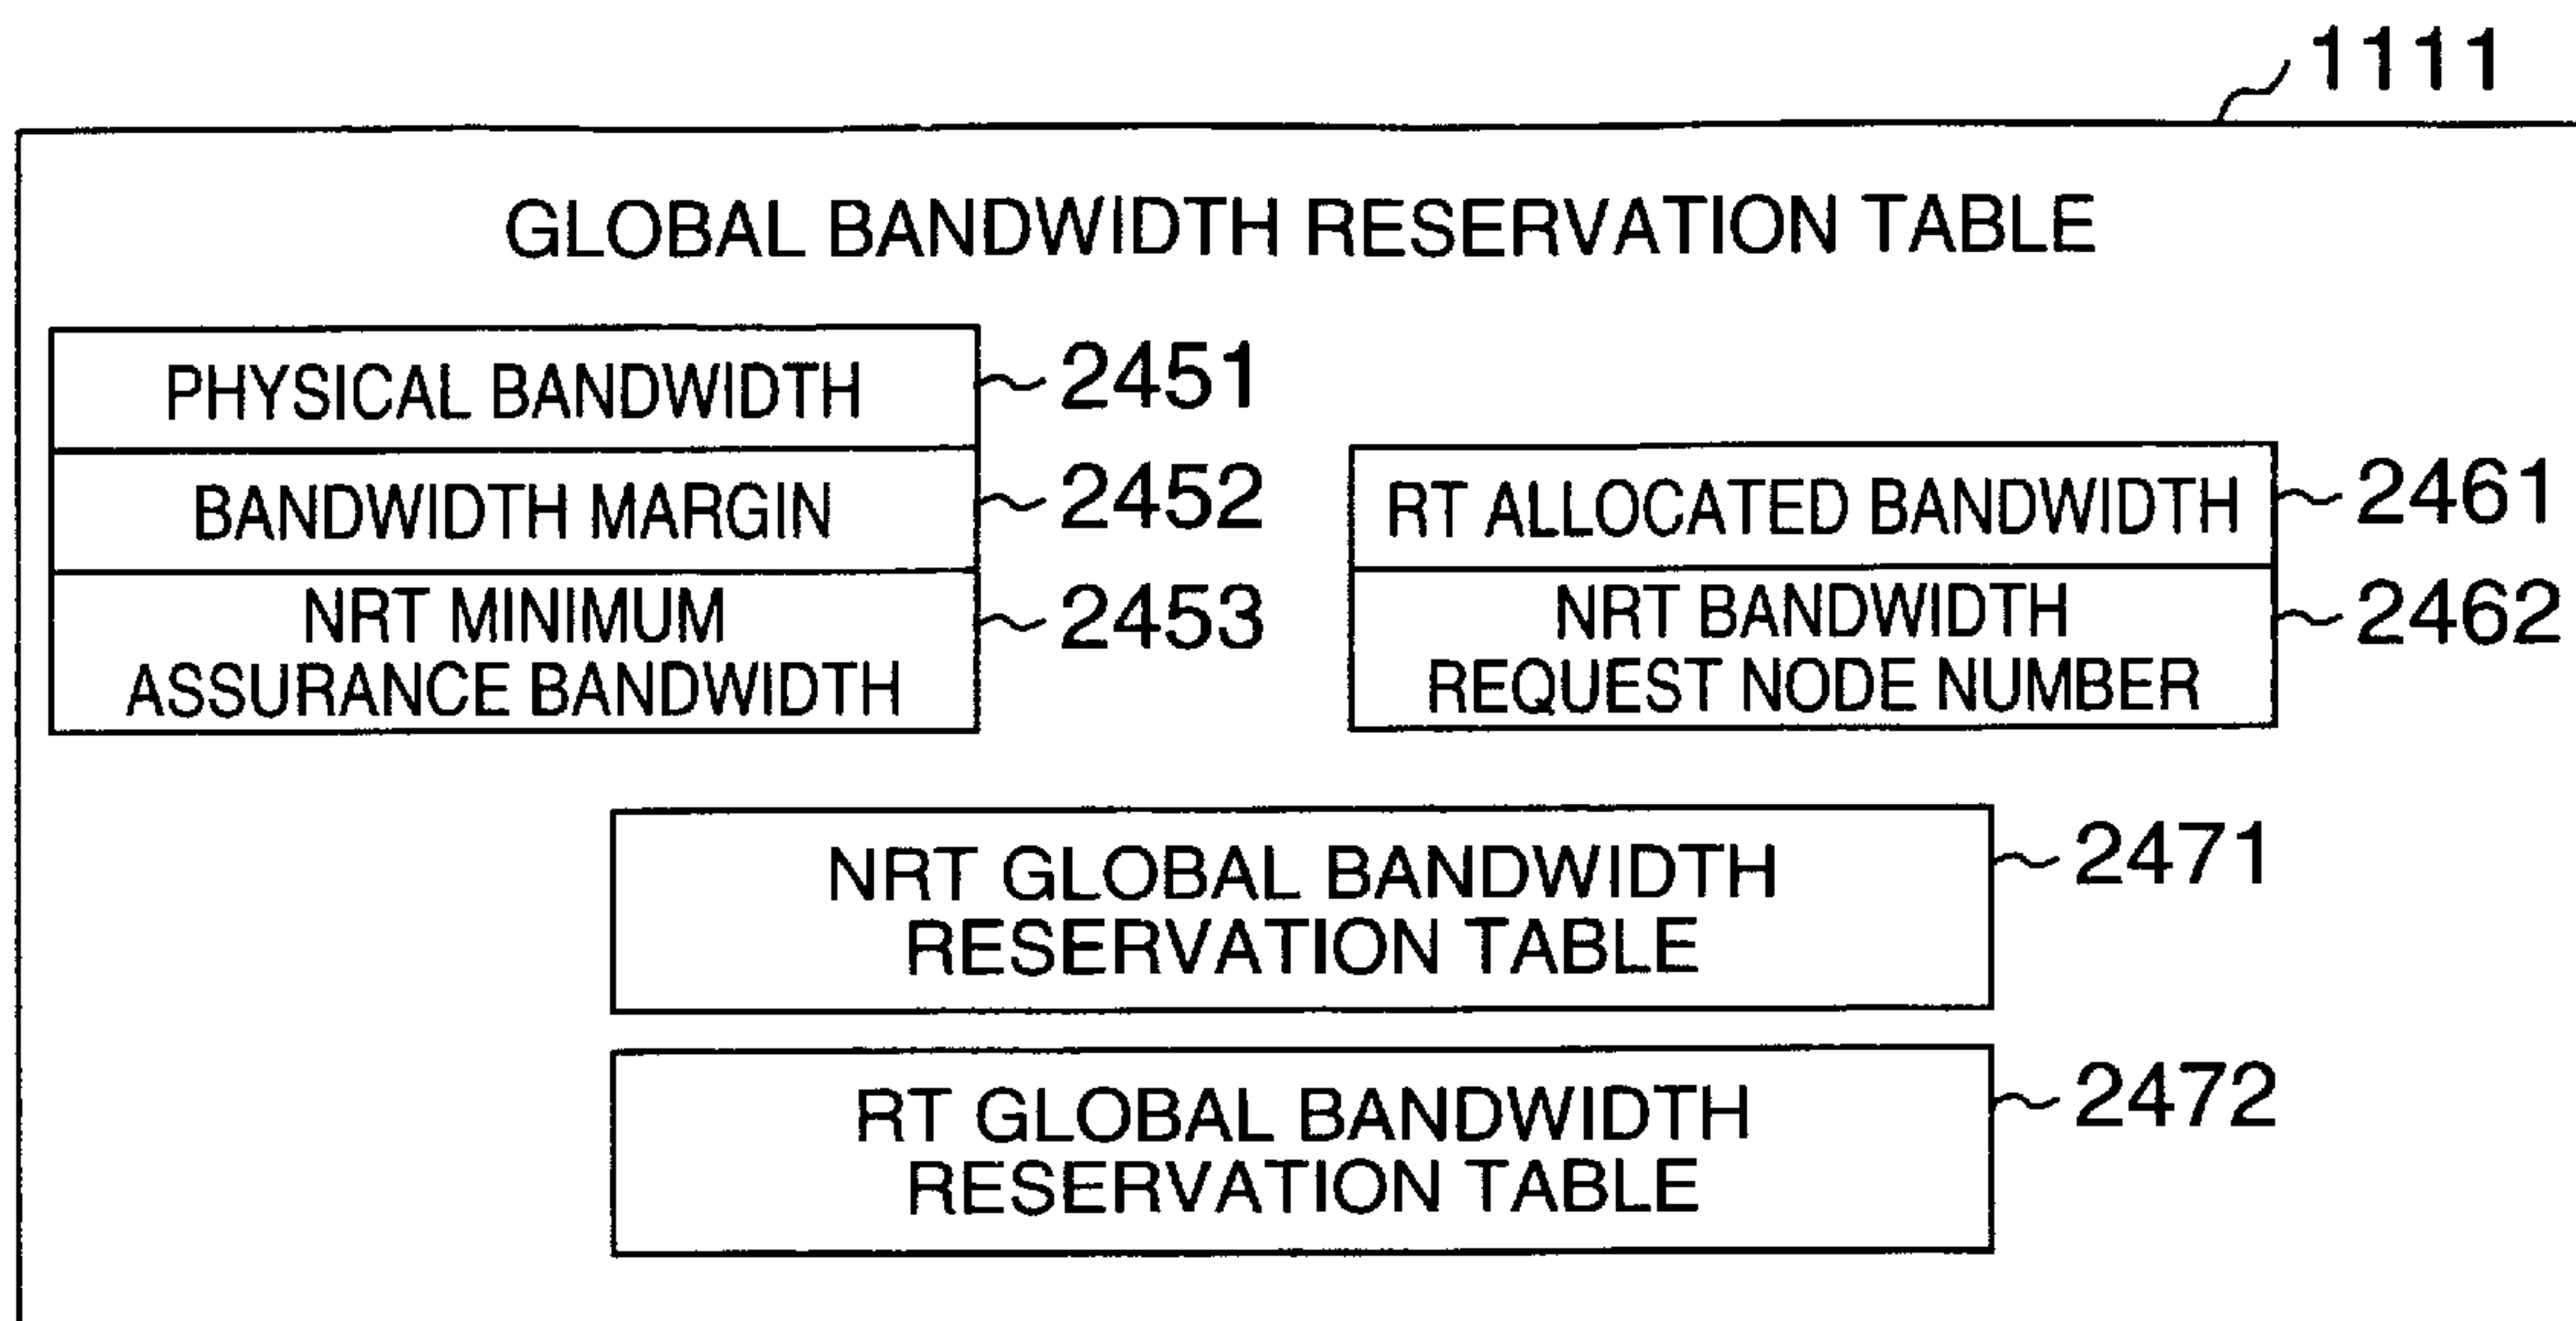 1111
GLOBAL BANDWIDTH RESERVATION TABLE
PHYSICAL BANDWIDTH
2451
BANDWIDTH MARGIN
2452
NRT MINIMUM
ASSURANCE BANDWIDTH
2453
RT ALLOCATED BANDWIDTH
2461
NRT BANDWIDTH
REQUEST NODE NUMBER
2462
NRT GLOBAL BANDWIDTH
RESERVATION TABLE
2471
RT GLOBAL BANDWIDTH
RESERVATION TABLE
2472